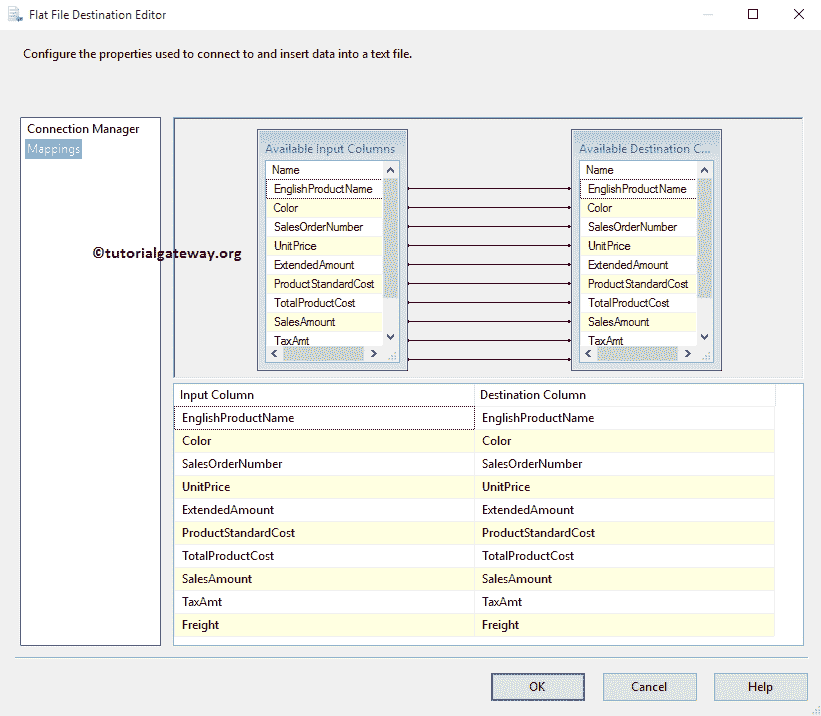 Flat File Destination Editor
Configure the properties used to connect to and insert data into a text file.
Connection Manager
Mappings
©tutorialgateway.org
Available Input Columns
Name
EnglishProductName
Color
SalesOrderNumber
UnitPrice
ExtendedAmount
ProductStandardCost
TotalProductCost
SalesAmount
TaxAmt
Available Destination C...
Name
EnglishProductName
Color
SalesOrderNumber
UnitPrice
ExtendedAmount
ProductStandardCost
TotalProductCost
SalesAmount
TaxAmt
Input Column Destination Column
EnglishProductName EnglishProductName
Color Color
SalesOrderNumber SalesOrderNumber
UnitPrice UnitPrice
ExtendedAmount ExtendedAmount
ProductStandardCost ProductStandardCost
TotalProductCost TotalProductCost
SalesAmount SalesAmount
TaxAmt TaxAmt
Freight Freight
OK Cancel Help